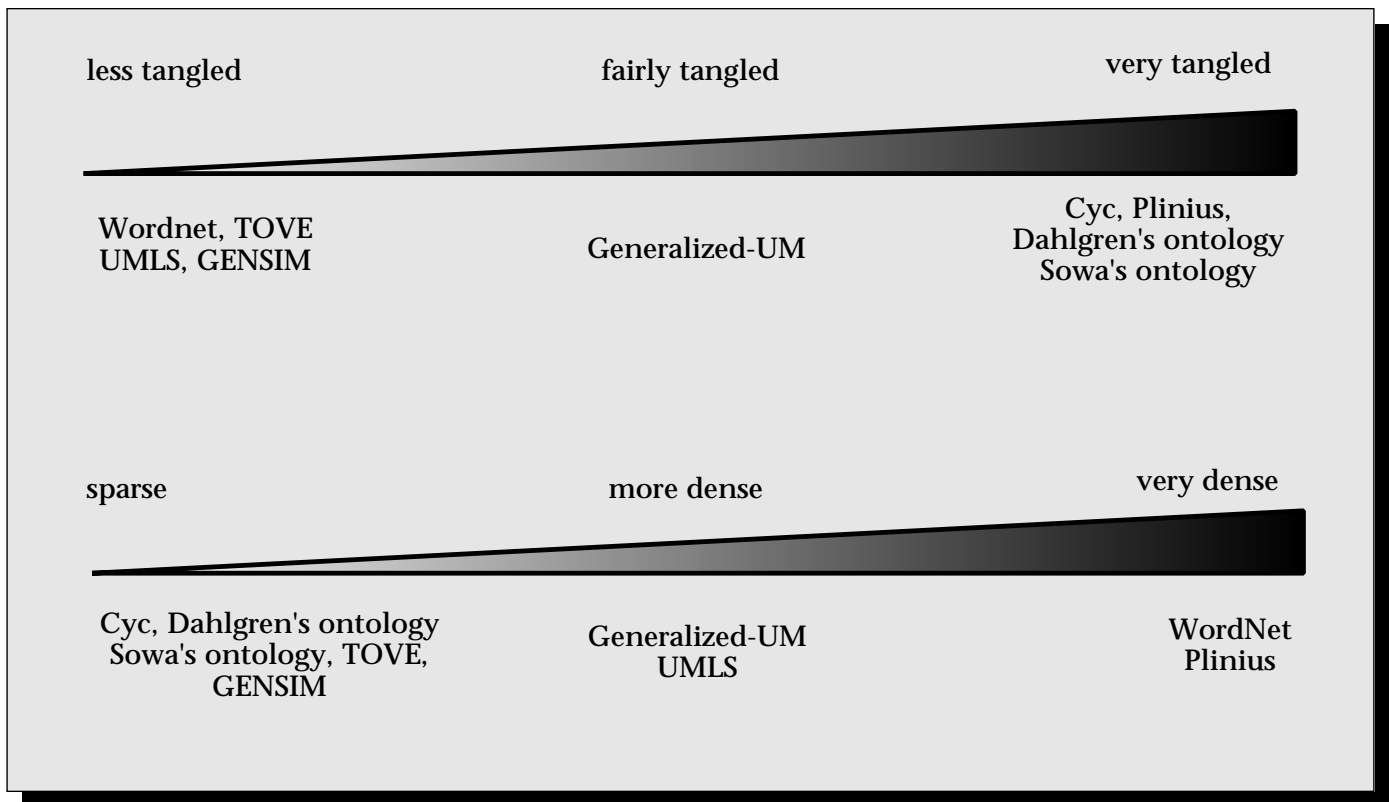 less tangled
fairly tangled
very tangled
Wordnet, TOVE
UMLS, GENSIM
Generalized-UM
Cyc, Plinius,
Dahlgren's ontology
Sowa's ontology
sparse
more dense
very dense
Cyc, Dahlgren's ontology
Sowa's ontology, TOVE,
GENSIM
Generalized-UM
UMLS
WordNet
Plinius